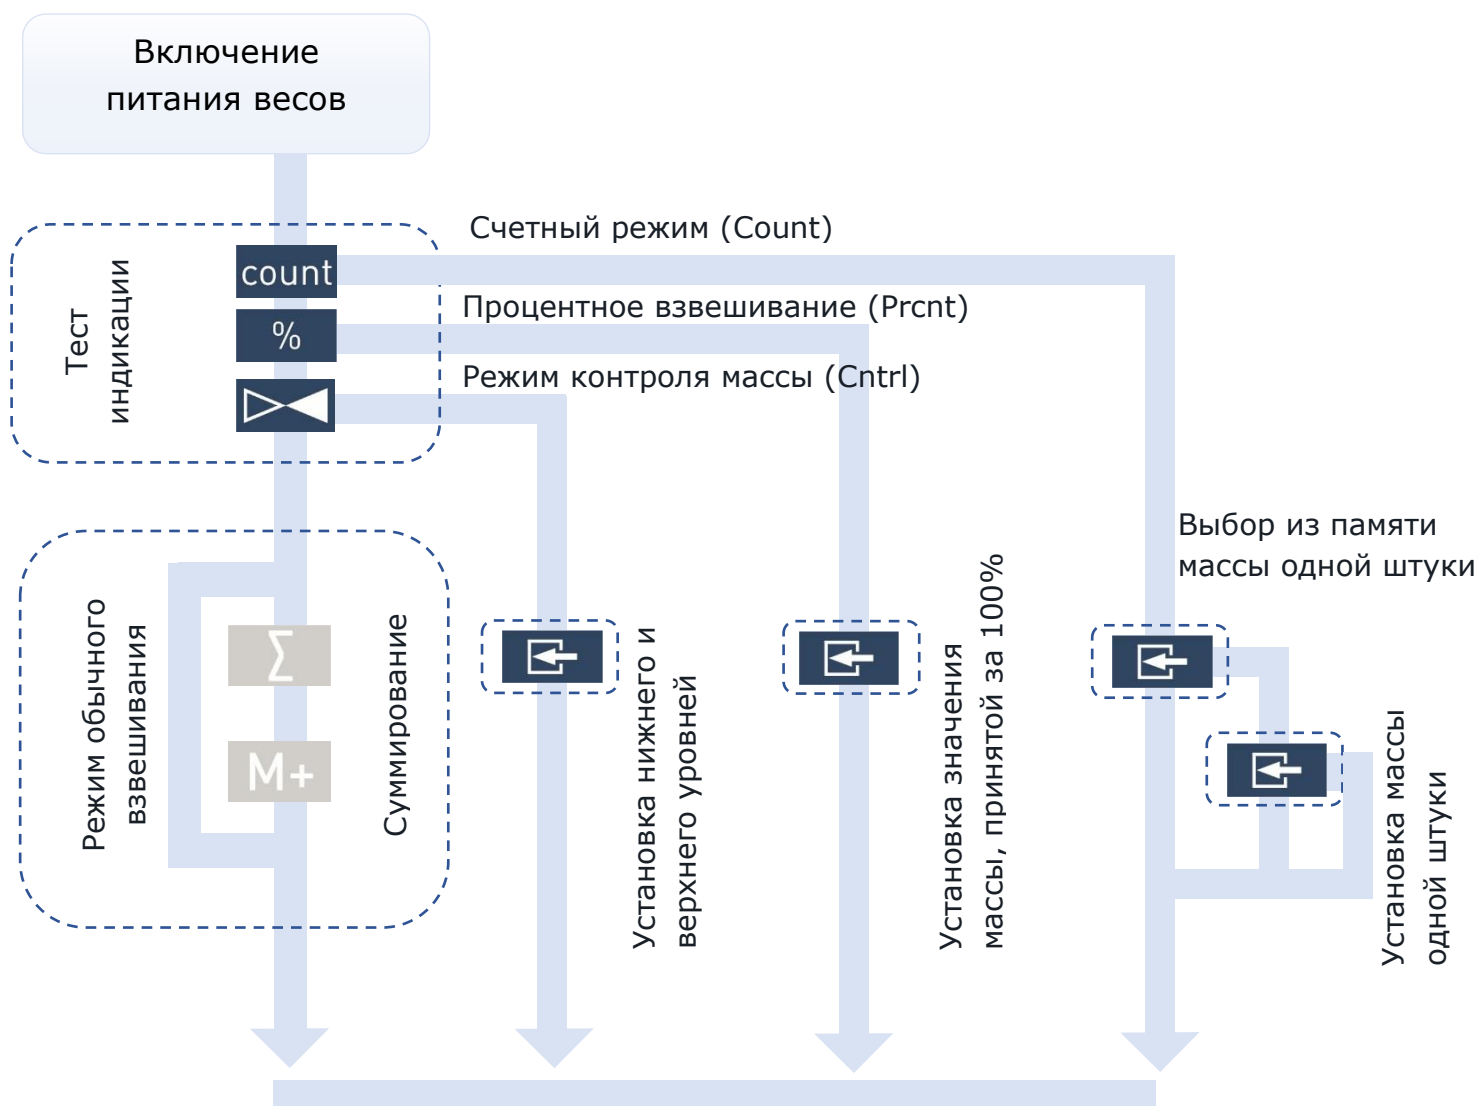 Включение
питания весов
Счетный режим (Count)
Тест
индикации
count
%
Процентное взвешивание (Prcnt)
Режим контроля массы (Cntrl)
Выбор из памяти
массы одной штуки
Режим обычного
взвешивания
Σ
M+
Суммирование
Установка нижнего и
верхнего уровней
Установка значения
массы, принятой за 100%
Установка массы
одной штуки